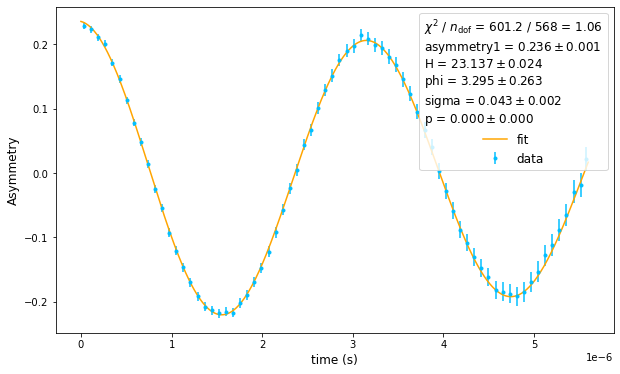 χ² / n_dof = 601.2 / 568 = 1.06
asymmetry1 = 0.236 ± 0.001
H = 23.137 ± 0.024
phi = 3.295 ± 0.263
sigma = 0.043 ± 0.002
p = 0.000 ± 0.000
fit
data
Asymmetry
0.2
0.1
0.0
−0.1
−0.2
0 1 2 3 4 5
1e−6
time (s)